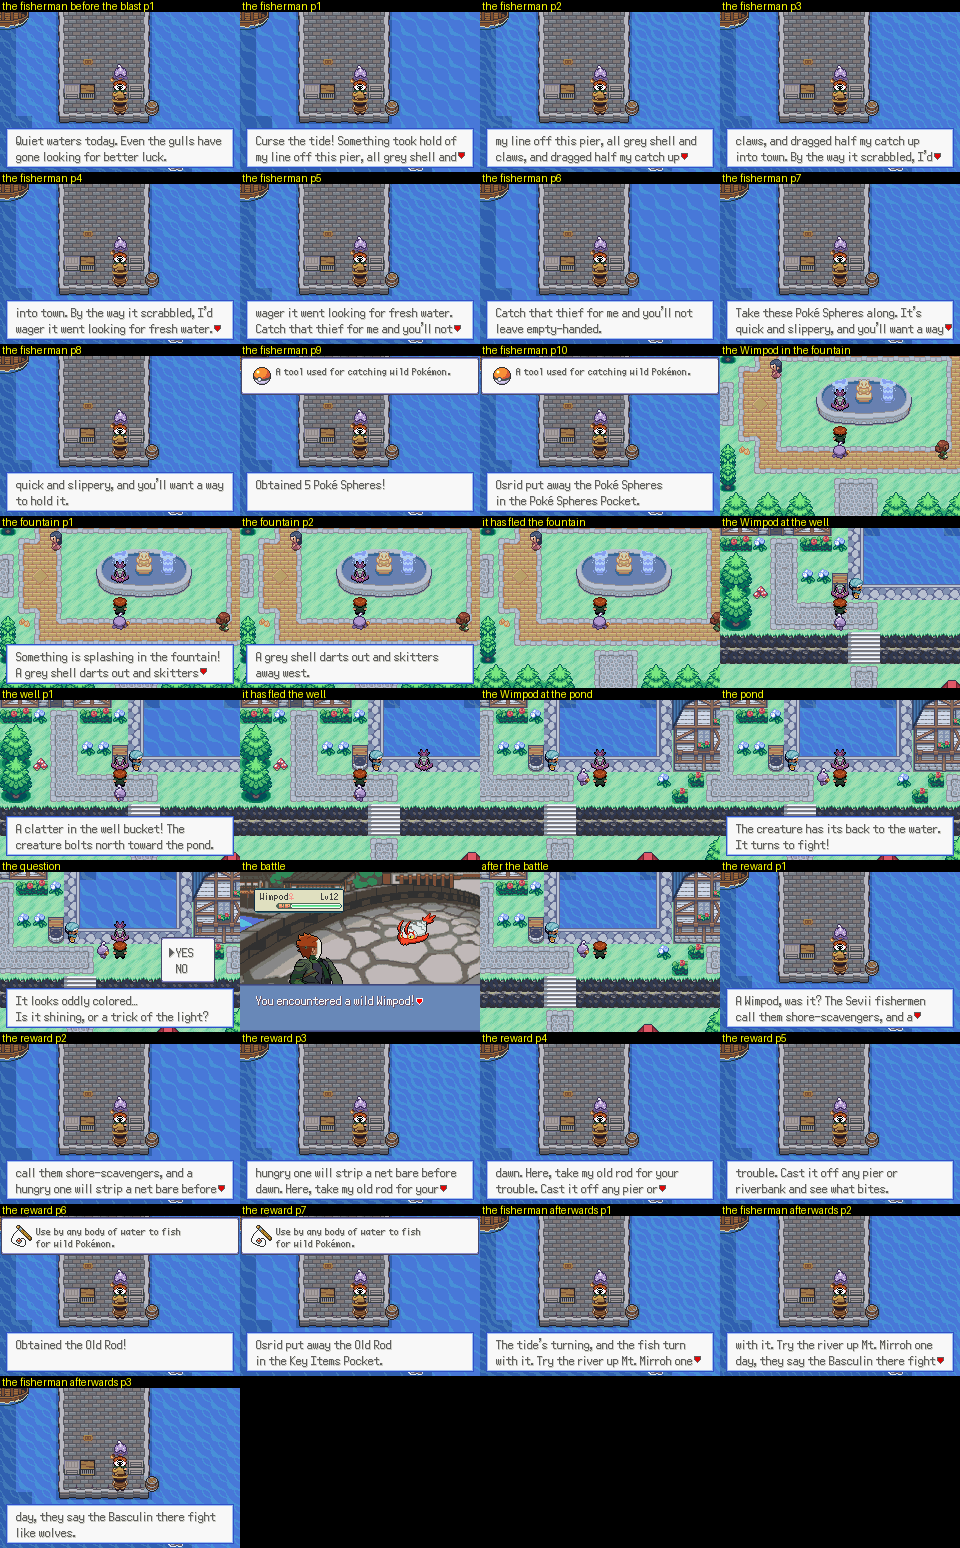 the fisherman before the blast p1
Quiet waters today. Even the gulls have
gone looking for better luck.
the fisherman p1
Curse the tide! Something took hold of
my line off this pier, all grey shell and
the fisherman p2
my line off this pier, all grey shell and
claws, and dragged half my catch up
the fisherman p3
claws, and dragged half my catch up
into town. By the way it scrabbled, I'd
the fisherman p4
into town. By the way it scrabbled, I'd
wager it went looking for fresh water.
the fisherman p5
wager it went looking for fresh water.
Catch that thief for me and you'll not
the fisherman p6
Catch that thief for me and you'll not
leave empty-handed.
the fisherman p7
Take these Poké Spheres along. It's
quick and slippery, and you'll want a way
the fisherman p8
quick and slippery, and you'll want a way
to hold it.
the fisherman p9
A tool used for catching wild Pokémon.
Obtained 5 Poké Spheres!
the fisherman p10
A tool used for catching wild Pokémon.
Osrid put away the Poké Spheres
in the Poké Spheres Pocket.
the Wimpod in the fountain
the fountain p1
Something is splashing in the fountain!
A grey shell darts out and skitters
the fountain p2
A grey shell darts out and skitters
away west.
it has fled the fountain
the Wimpod at the well
the well p1
A clatter in the well bucket! The
creature bolts north toward the pond.
it has fled the well
the Wimpod at the pond
the pond
The creature has its back to the water.
It turns to fight!
the question
YES
NO
It looks oddly colored...
Is it shining, or a trick of the light?
the battle
Wimpod Lv12
You encountered a wild Wimpod!
after the battle
the reward p1
A Wimpod, was it? The Sevii fishermen
call them shore-scavengers, and a
the reward p2
call them shore-scavengers, and a
hungry one will strip a net bare before
the reward p3
hungry one will strip a net bare before
dawn. Here, take my old rod for your
the reward p4
dawn. Here, take my old rod for your
trouble. Cast it off any pier or
the reward p5
trouble. Cast it off any pier or
riverbank and see what bites.
the reward p6
Use by any body of water to fish
for wild Pokémon.
Obtained the Old Rod!
the reward p7
Use by any body of water to fish
for wild Pokémon.
Osrid put away the Old Rod
in the Key Items Pocket.
the fisherman afterwards p1
The tide's turning, and the fish turn
with it. Try the river up Mt. Mirroh one
the fisherman afterwards p2
with it. Try the river up Mt. Mirroh one
day, they say the Basculin there fight
the fisherman afterwards p3
day, they say the Basculin there fight
like wolves.